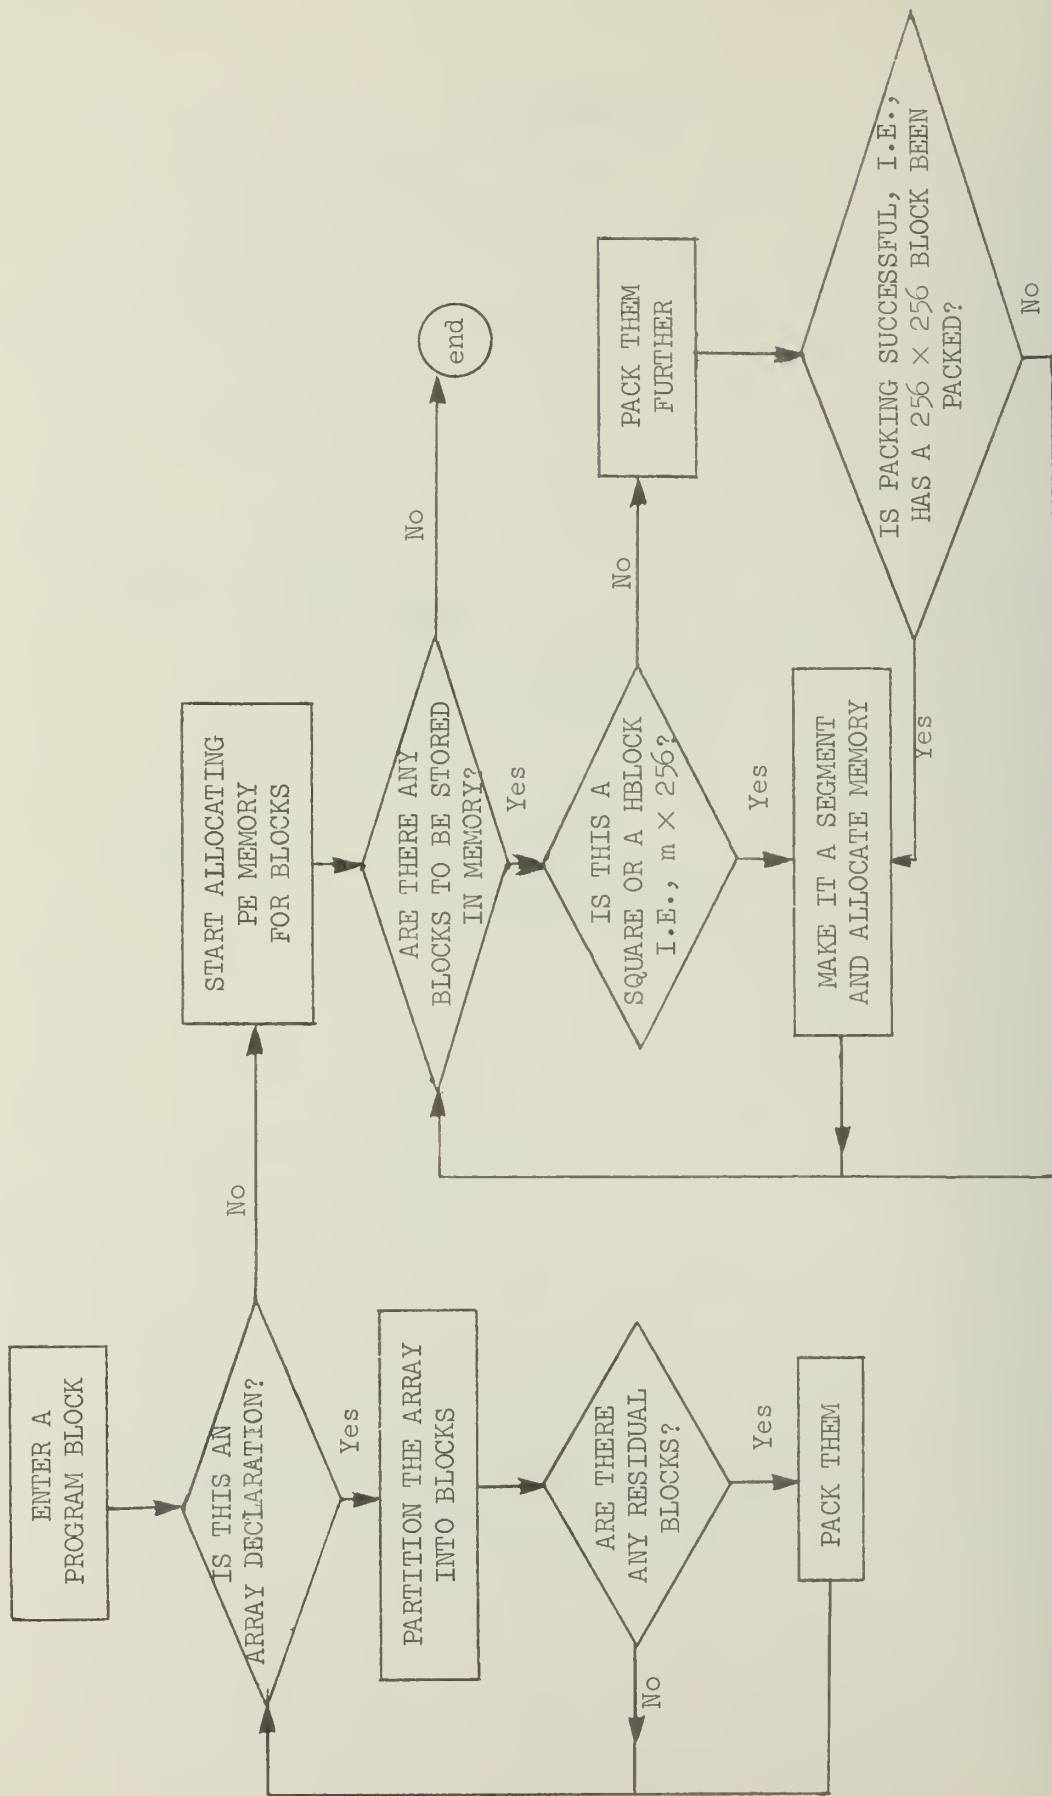 ENTER A
PROGRAM BLOCK
IS THIS AN
ARRAY DECLARATION?
No
Yes
PARTITION THE ARRAY
INTO BLOCKS
ARE THERE
ANY RESIDUAL
BLOCKS?
No
Yes
PACK THEM
START ALLOCATING
PE MEMORY
FOR BLOCKS
ARE THERE ANY
BLOCKS TO BE STORED
IN MEMORY?
No
end
Yes
IS THIS A
SQUARE OR A HBLOCK
I.E., m × 256?
No
Yes
PACK THEM
FURTHER
MAKE IT A SEGMENT
AND ALLOCATE MEMORY
IS PACKING SUCCESSFUL, I.E.,
HAS A 256 × 256 BLOCK BEEN
PACKED?
Yes
No